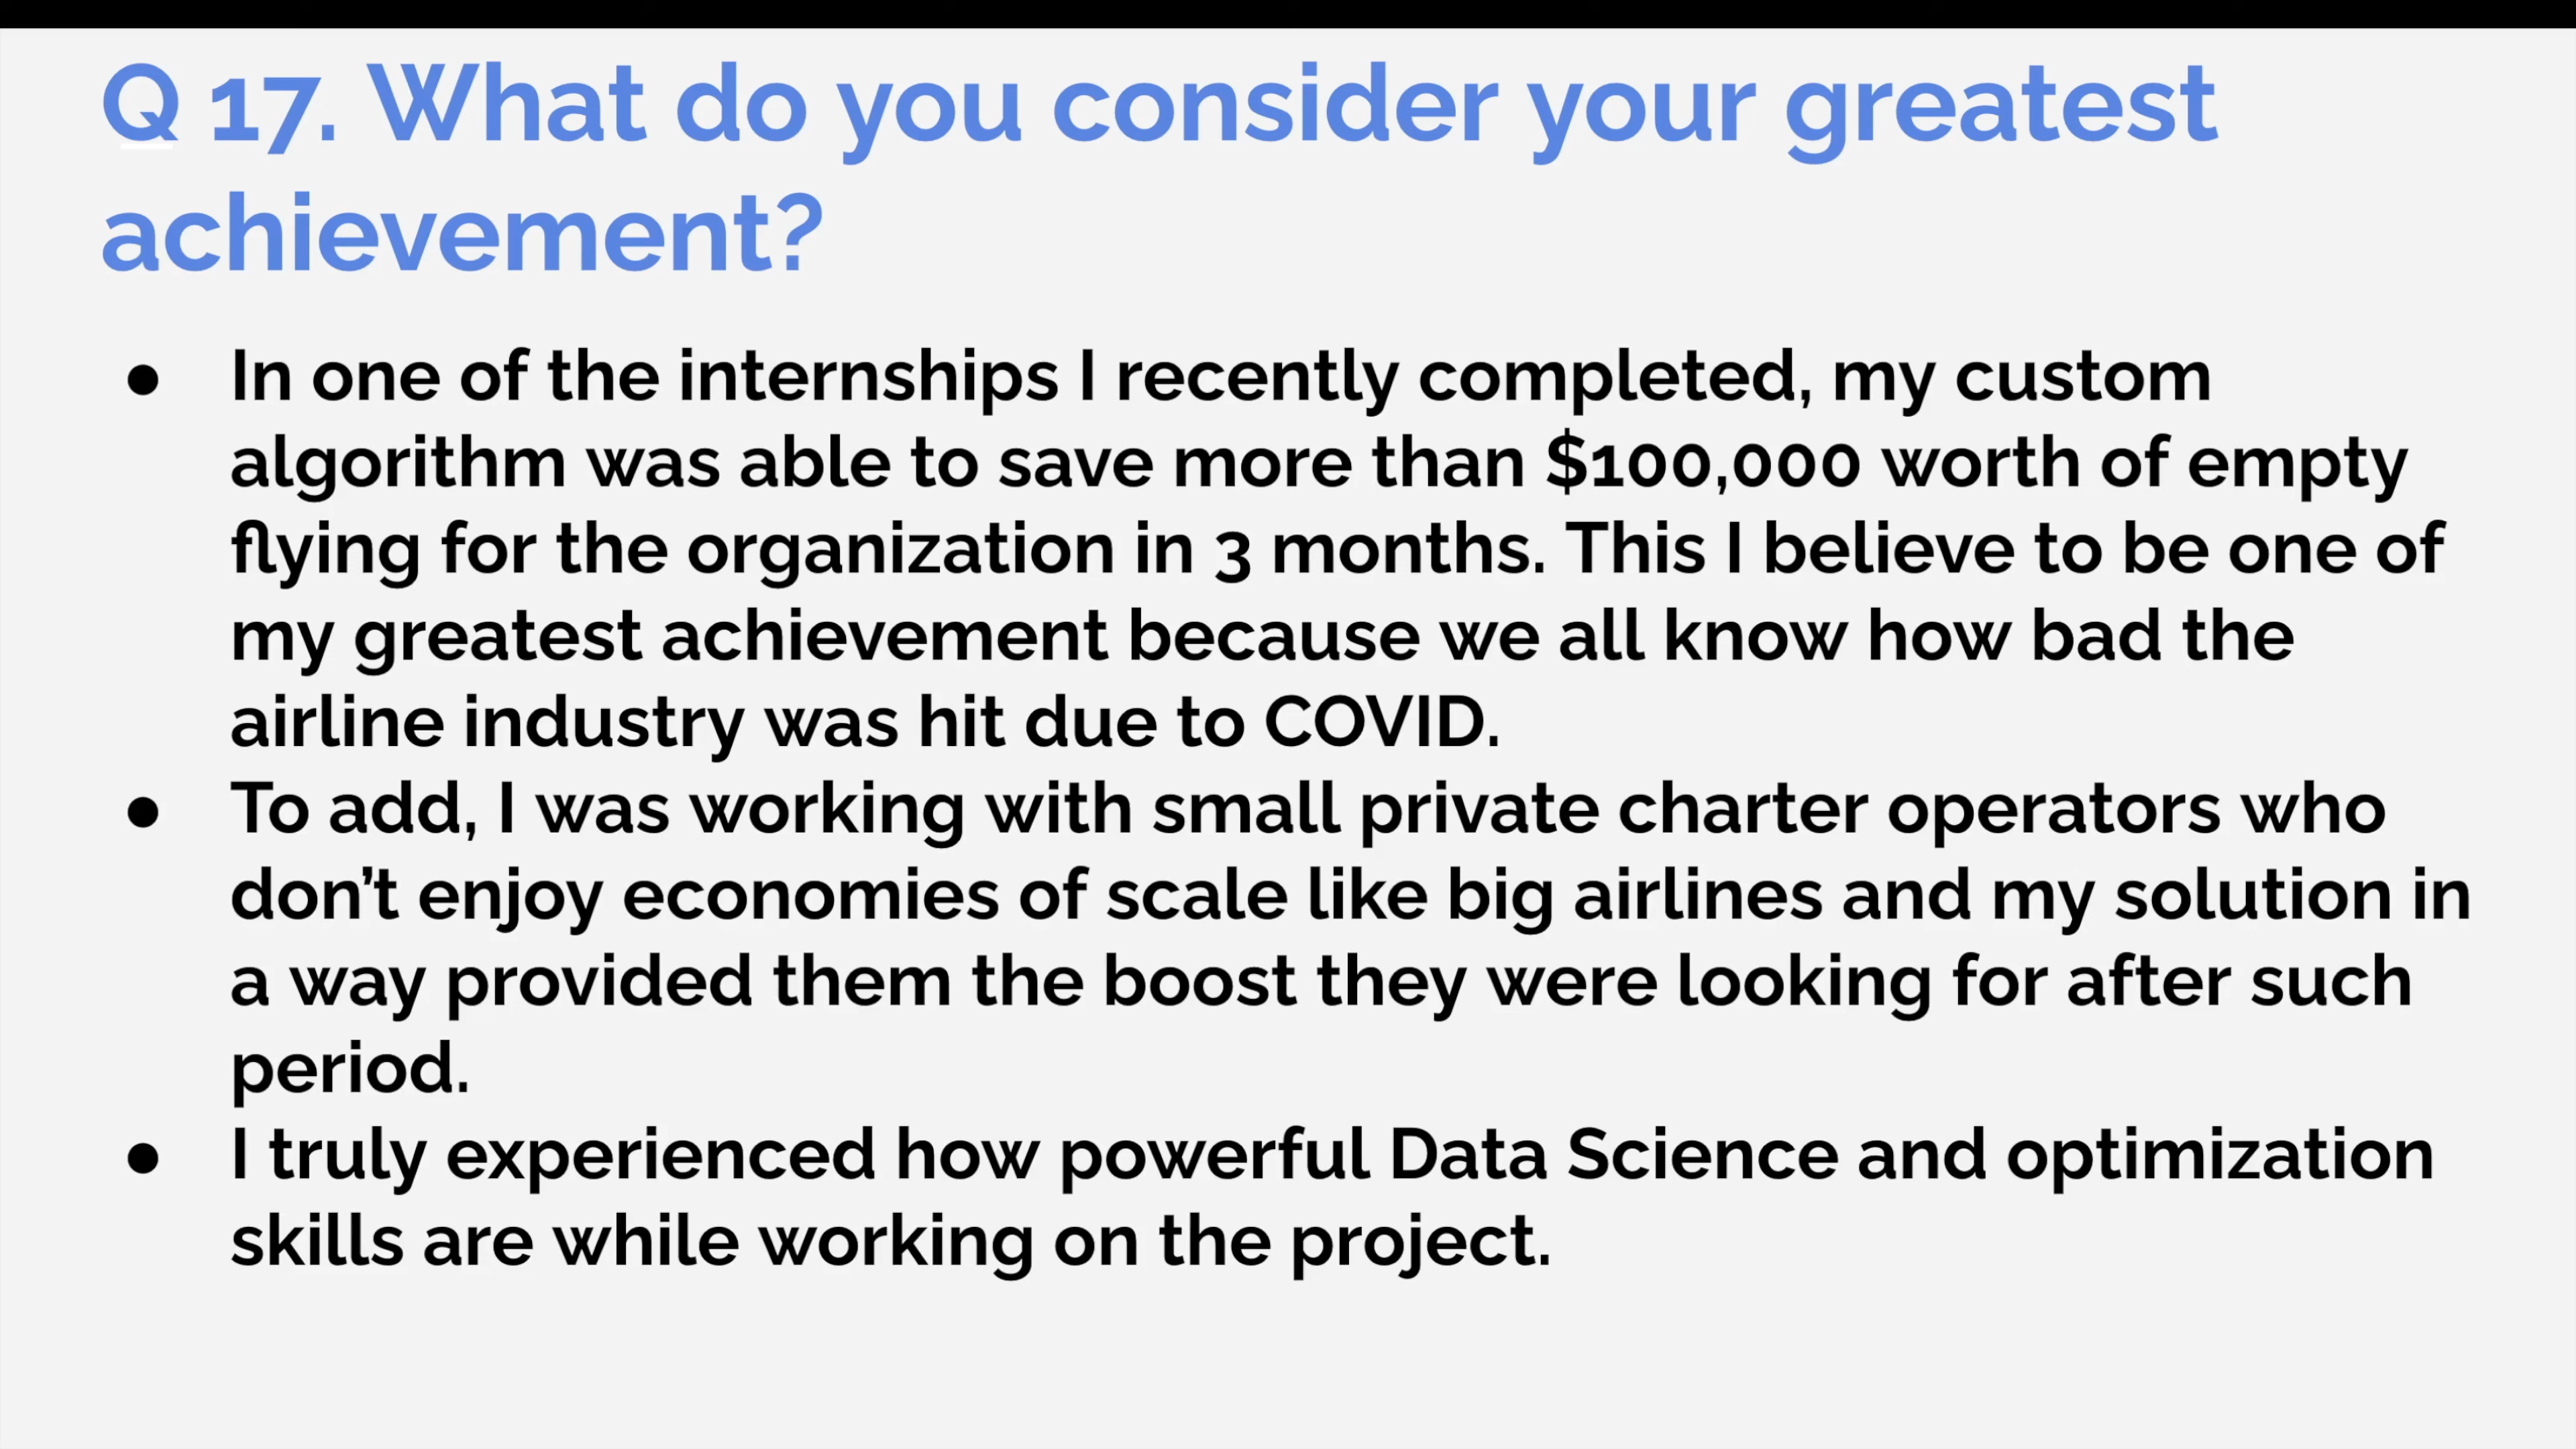 Q 17. What do you consider your greatest
achievement?
● In one of the internships I recently completed, my custom
algorithm was able to save more than $100,000 worth of empty
flying for the organization in 3 months. This I believe to be one of
my greatest achievement because we all know how bad the
airline industry was hit due to COVID.
● To add, I was working with small private charter operators who
don’t enjoy economies of scale like big airlines and my solution in
a way provided them the boost they were looking for after such
period.
● I truly experienced how powerful Data Science and optimization
skills are while working on the project.